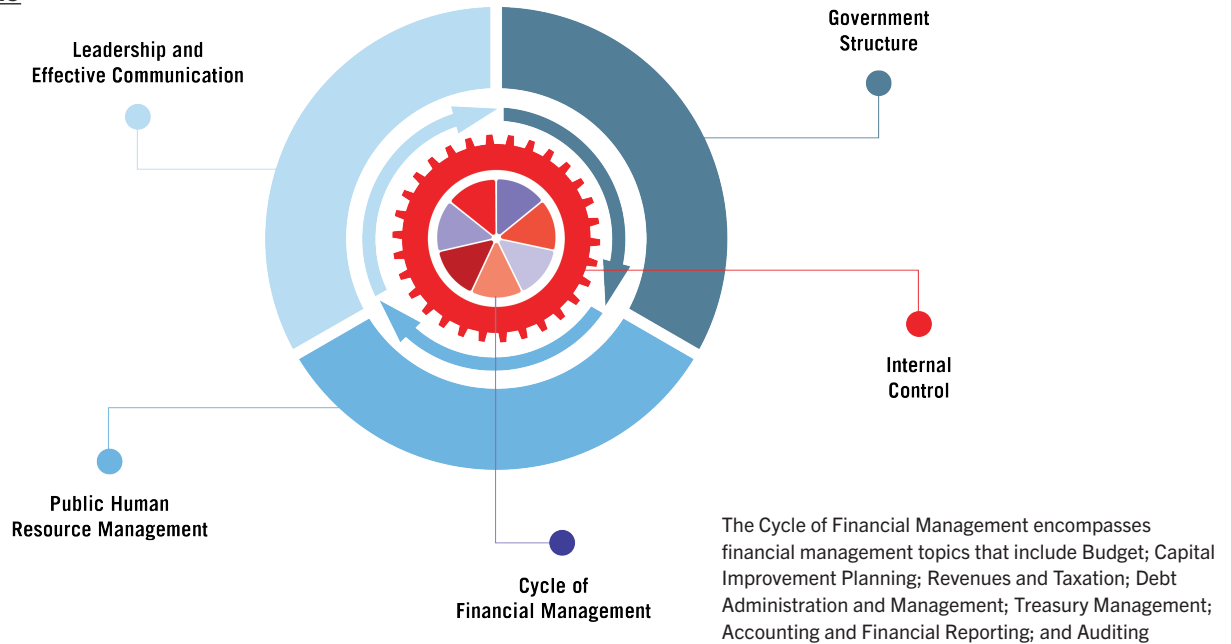 Leadership and
Effective Communication
Government
Structure
Internal
Control
Public Human
Resource Management
Cycle of
Financial Management
The Cycle of Financial Management encompasses
financial management topics that include Budget; Capital
Improvement Planning; Revenues and Taxation; Debt
Administration and Management; Treasury Management;
Accounting and Financial Reporting; and Auditing